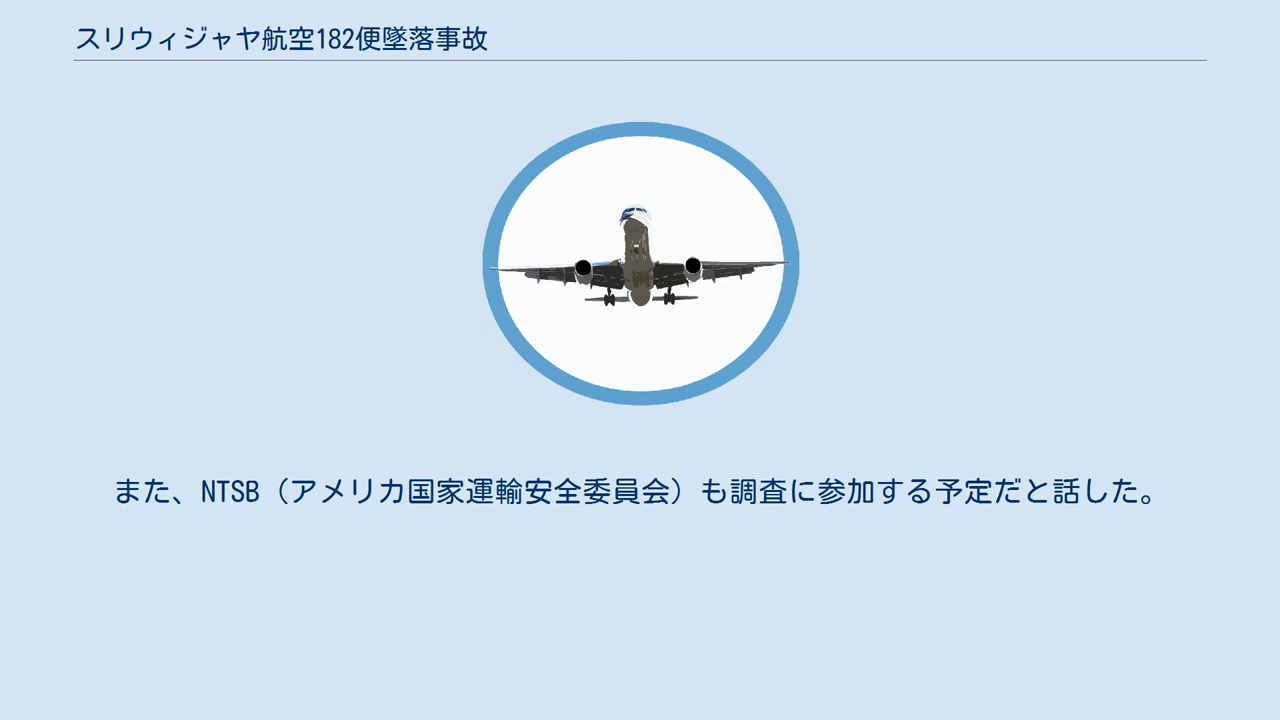 スリウィジャヤ航空182便墜落事故
また、NTSB（アメリカ国家運輸安全委員会）も調査に参加する予定だと話した。